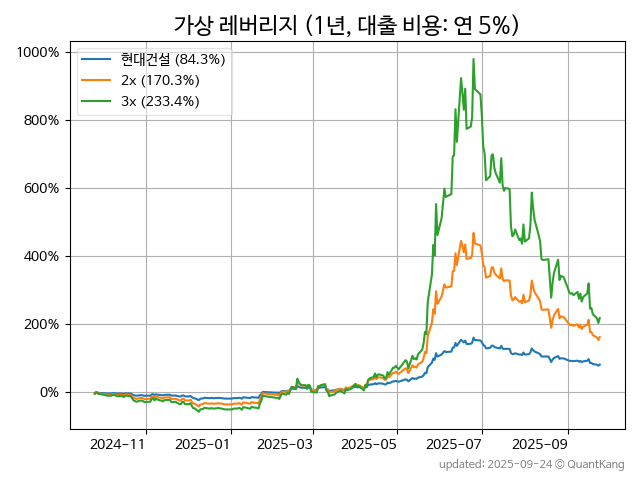 가상 레버리지 (1년, 대출 비용: 연 5%)
현대건설 (84.3%)
2x (170.3%)
3x (233.4%)
1000%
800%
600%
400%
200%
0%
2024-11
2025-01
2025-03
2025-05
2025-07
2025-09
updated: 2025-09-24 © QuantKang